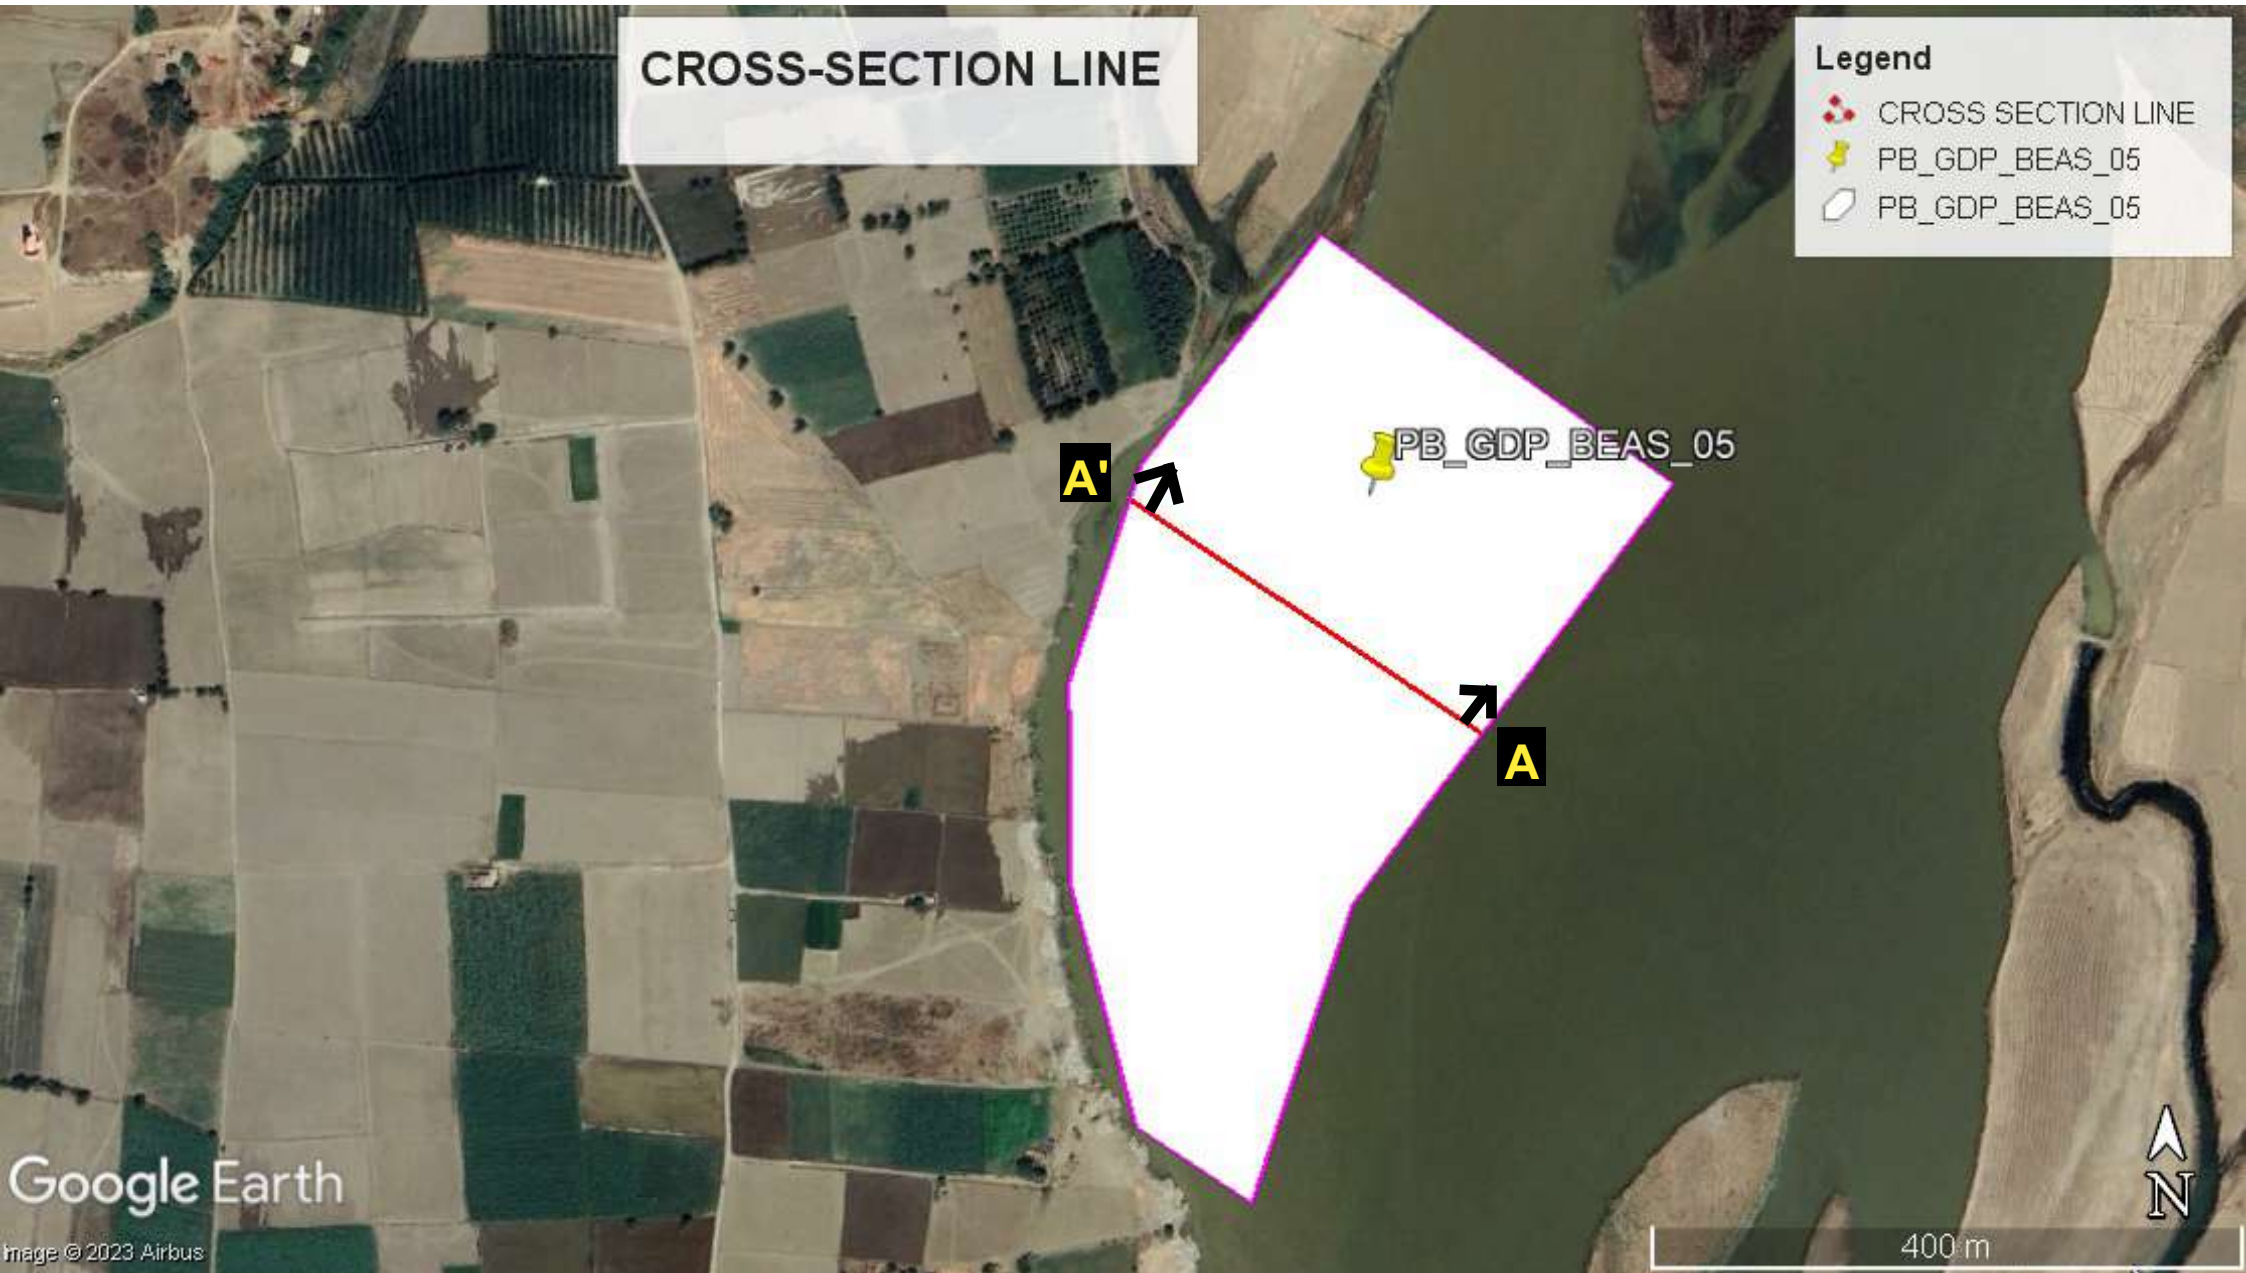 CROSS-SECTION LINE
Legend
CROSS SECTION LINE
PB_GDP_BEAS_05
PB_GDP_BEAS_05
PB_GDP_BEAS_05
A'
A
N
Google Earth
Image © 2023 Airbus
400 m